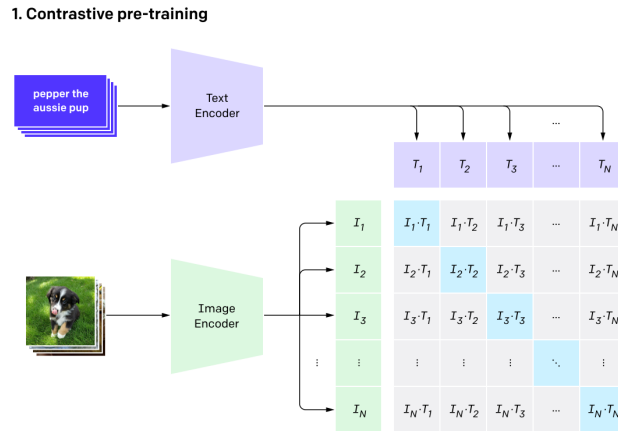 1. Contrastive pre-training
pepper the
aussie pup
Text
Encoder
...
T1 T2 T3 ... TN
I1 I1·T1 I1·T2 I1·T3 ... I1·TN
I2 I2·T1 I2·T2 I2·T3 ... I2·TN
Image
Encoder
I3 I3·T1 I3·T2 I3·T3 ... I3·TN
⋮ ⋮ ⋮ ⋮ ⋮ ⋱ ⋮
IN IN·T1 IN·T2 IN·T3 ... IN·TN